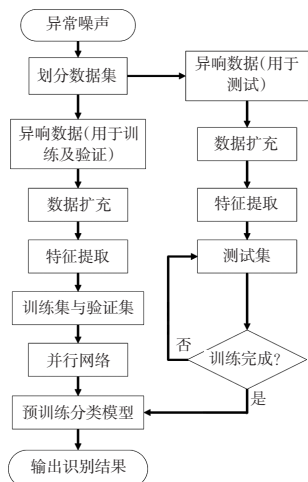 异常噪声
划分数据集
异响数据(用于
测试)
异响数据(用于训
练及验证)
数据扩充
数据扩充
特征提取
特征提取
训练集与验证集
测试集
并行网络
否
训练完成?
是
预训练分类模型
输出识别结果